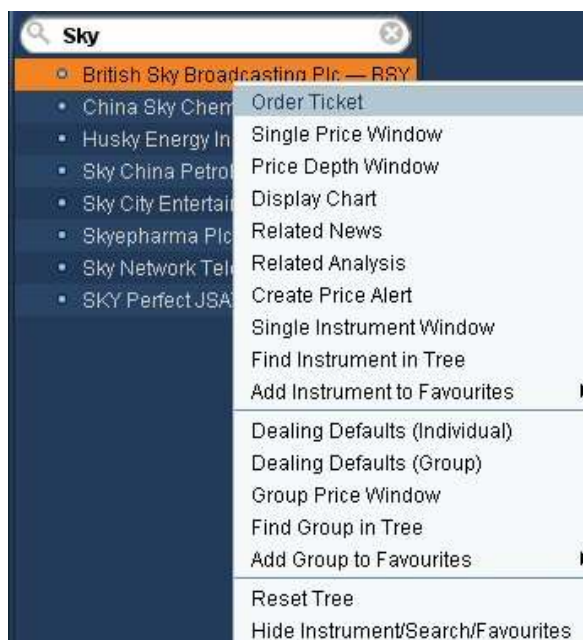 Sky
British Sky Broadcasting Plc — BSY
China Sky Chem
Husky Energy In
Sky China Petrol
Sky City Entertai
Skyepharma Plc
Sky Network Tele
SKY Perfect JSA
Order Ticket
Single Price Window
Price Depth Window
Display Chart
Related News
Related Analysis
Create Price Alert
Single Instrument Window
Find Instrument in Tree
Add Instrument to Favourites
Dealing Defaults (Individual)
Dealing Defaults (Group)
Group Price Window
Find Group in Tree
Add Group to Favourites
Reset Tree
Hide Instrument/Search/Favourites